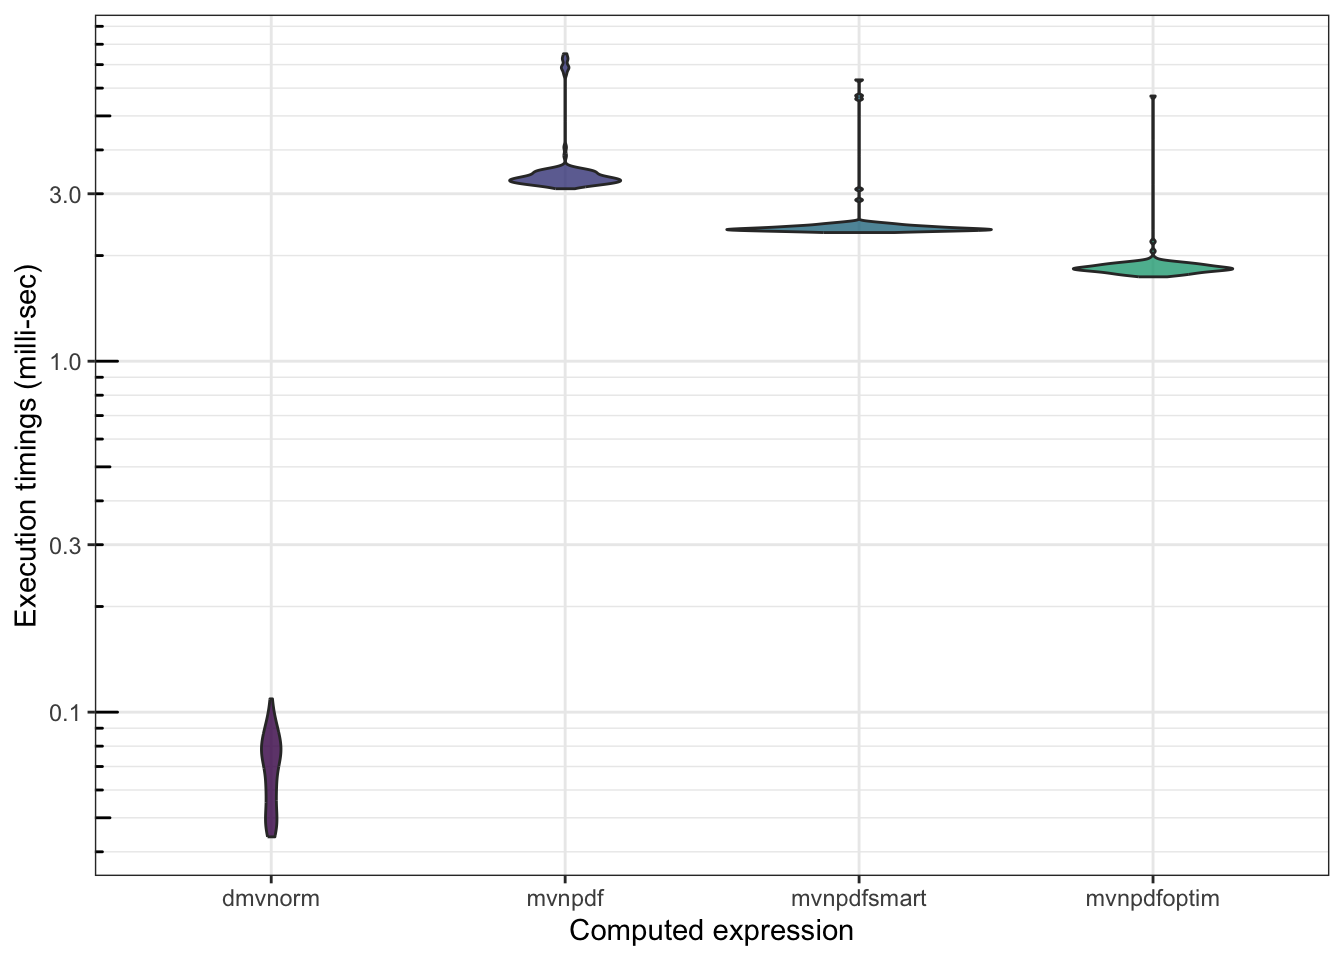 Execution timings (milli-sec)
3.0
1.0
0.3
0.1
dmvnorm
mvnpdf
mvnpdfsmart
mvnpdfoptim
Computed expression